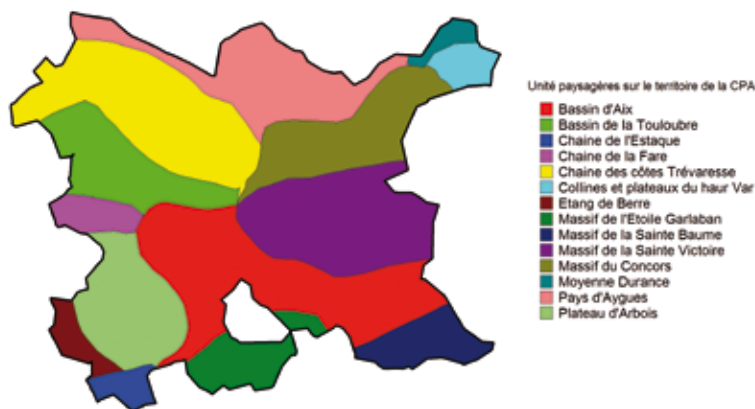 Unité paysagères sur le territoire de la CPA
Bassin d'Aix
Bassin de la Touloubre
Chaine de l'Estaque
Chaine de la Fare
Chaine des côtes Trévaresse
Collines et plateaux du haur Var
Etang de Berre
Massif de l'Etoile Garlaban
Massif de la Sainte Baume
Massif de la Sainte Victoire
Massif du Concors
Moyenne Durance
Pays d'Aygues
Plateau d'Arbois